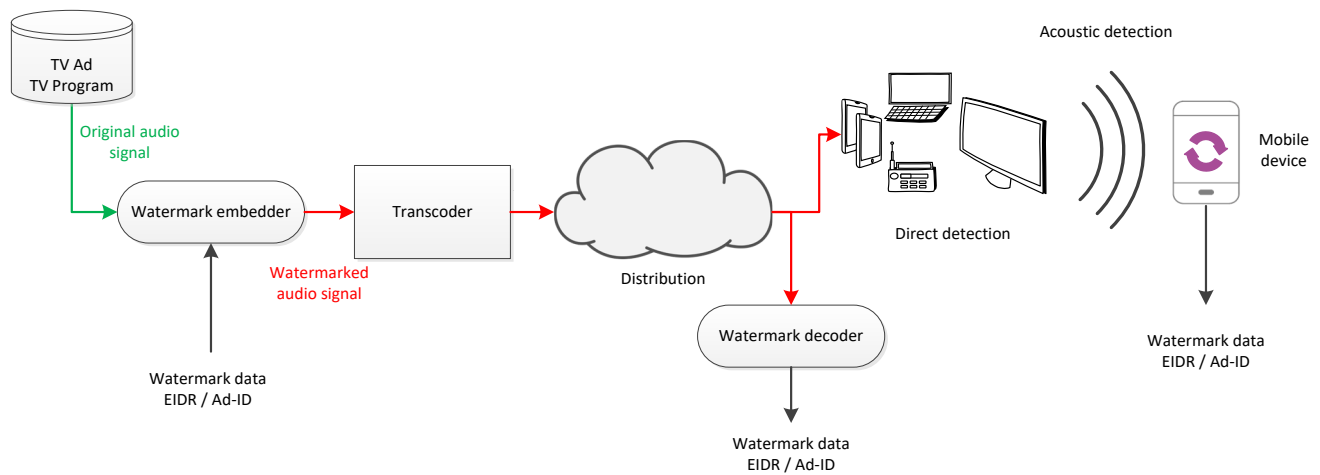 TV Ad
TV Program
Original audio
signal
Watermark embedder
Watermark data
EIDR / Ad-ID
Watermarked
audio signal
Transcoder
Distribution
Watermark decoder
Watermark data
EIDR / Ad-ID
Direct detection
Acoustic detection
Mobile
device
Watermark data
EIDR / Ad-ID